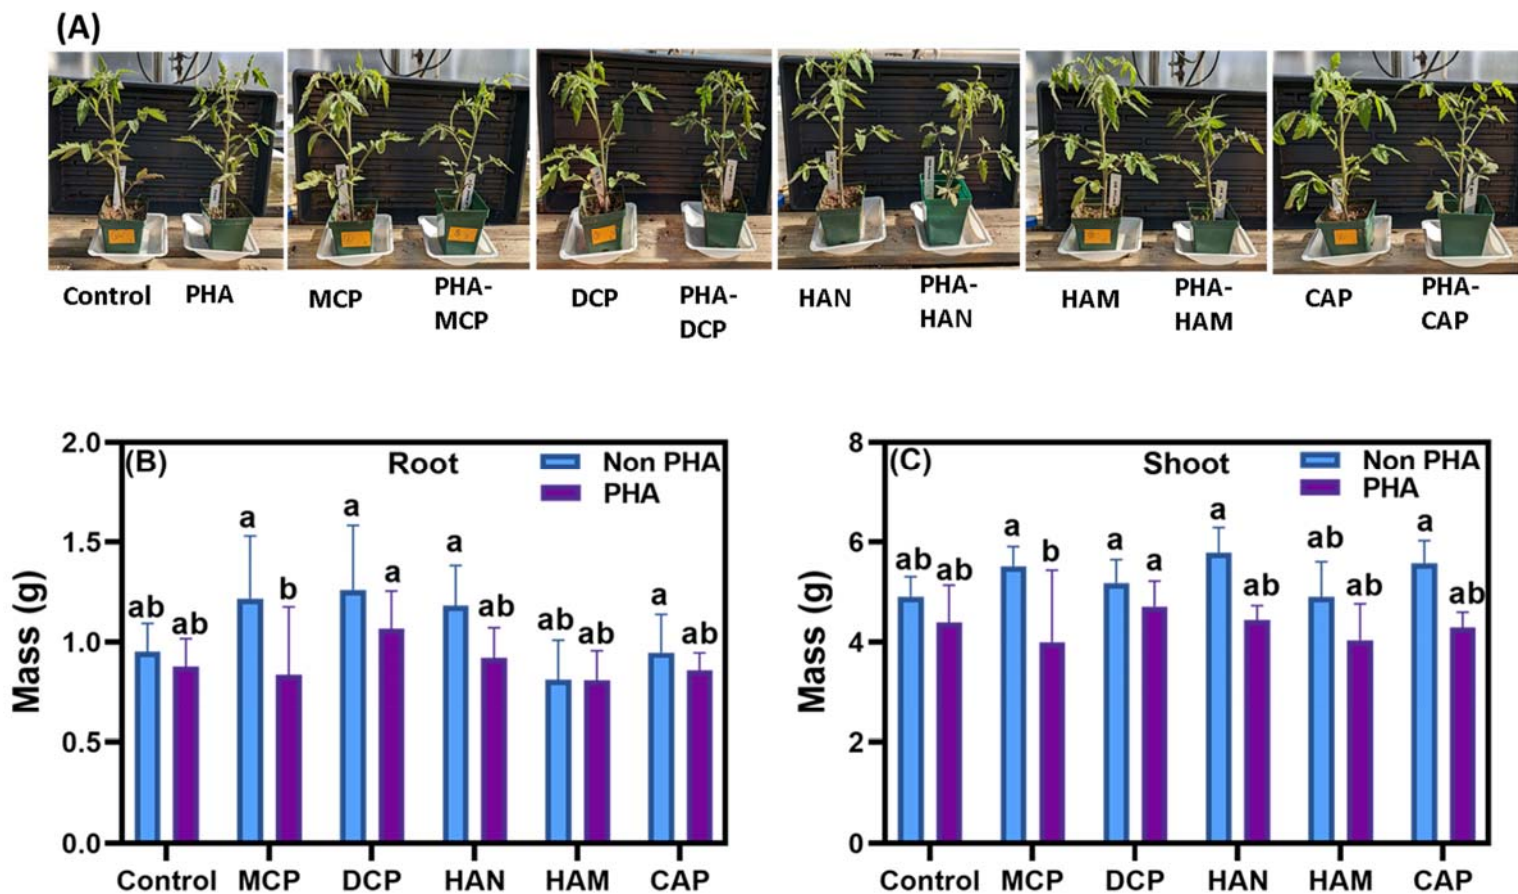 (A)
Control PHA MCP PHA-MCP DCP PHA-DCP HAN PHA-HAN HAM PHA-HAM CAP PHA-CAP
(B) Root
Non PHA
PHA
Mass (g)
2.0
1.5
1.0
0.5
0.0
ab ab a b a a a ab ab ab a ab
Control MCP DCP HAN HAM CAP
(C) Shoot
Non PHA
PHA
Mass (g)
8
6
4
2
0
ab ab a b a a a ab ab ab a ab
Control MCP DCP HAN HAM CAP